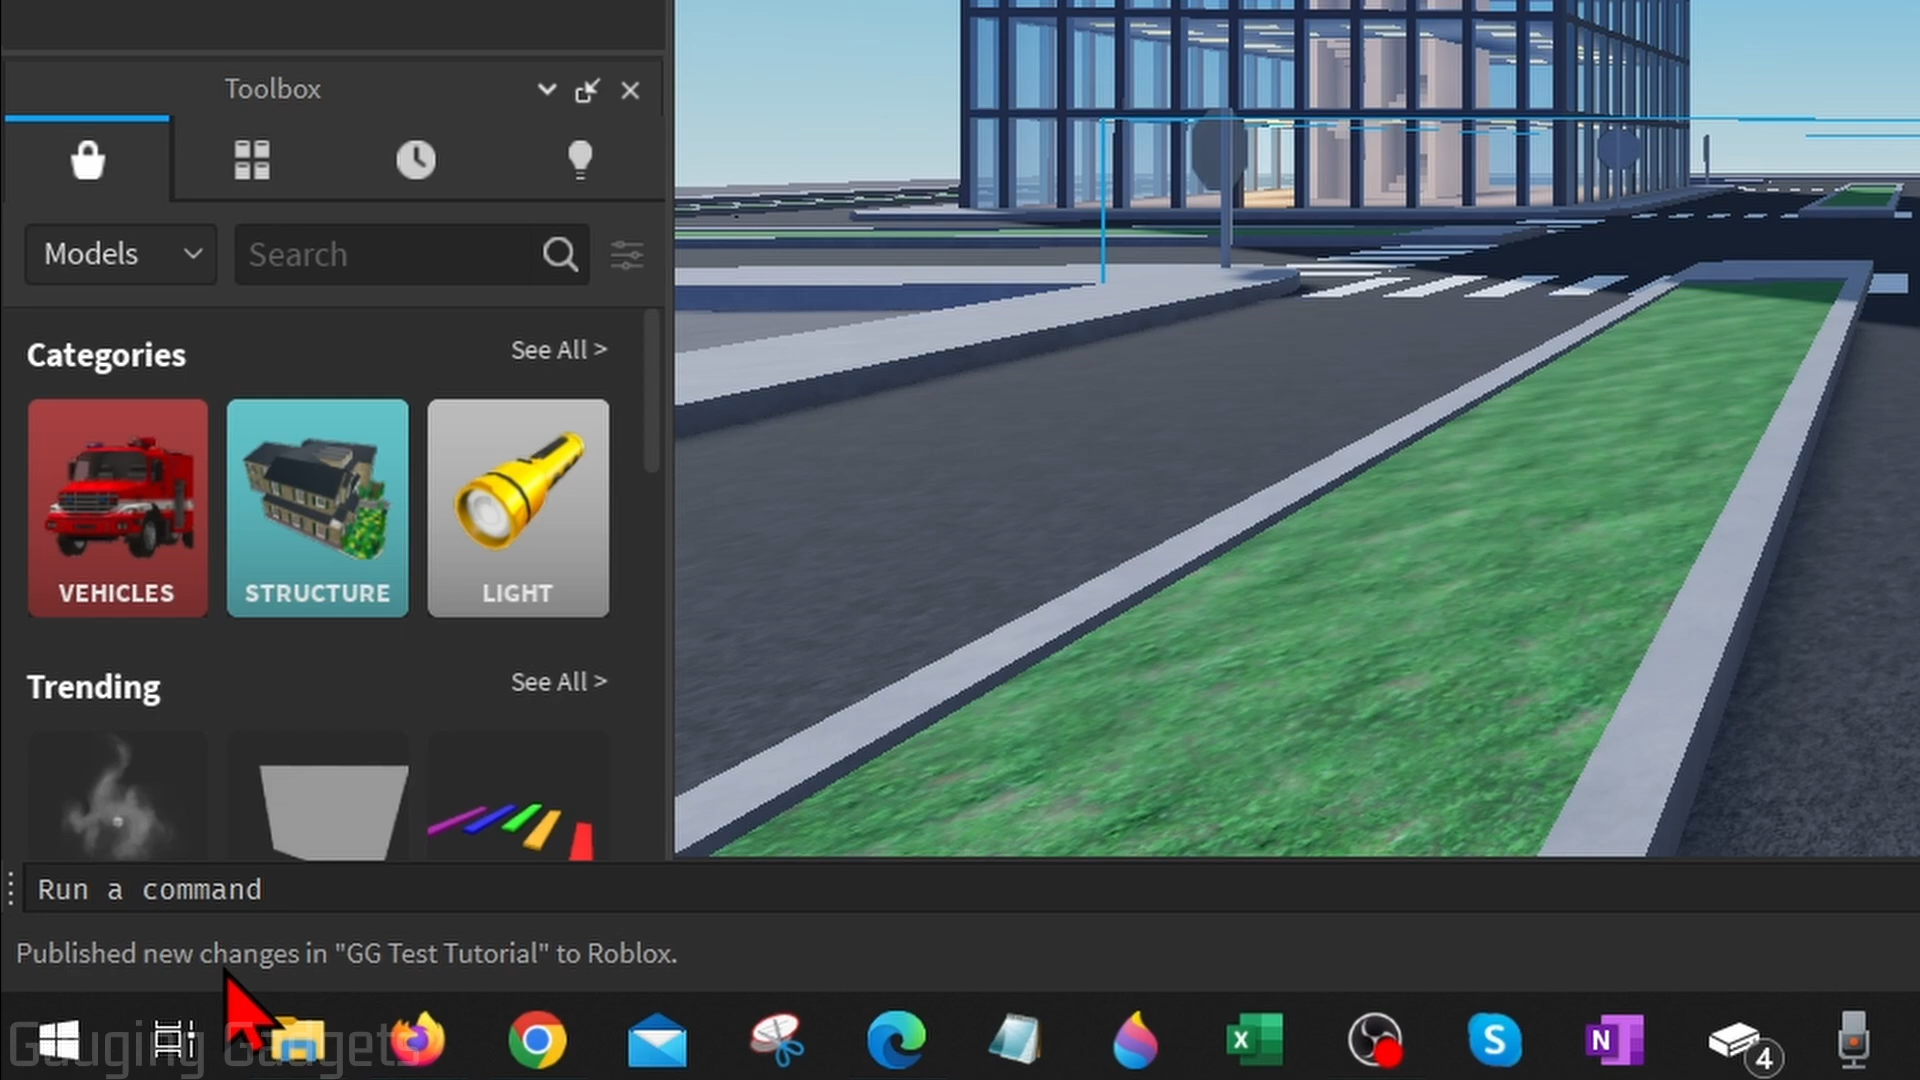 Toolbox
Models
Search
Categories
See All >
VEHICLES
STRUCTURE
LIGHT
Trending
See All >
Run a command
Published new changes in "GG Test Tutorial" to Roblox.
Gauging Gadgets
X
S
N
4